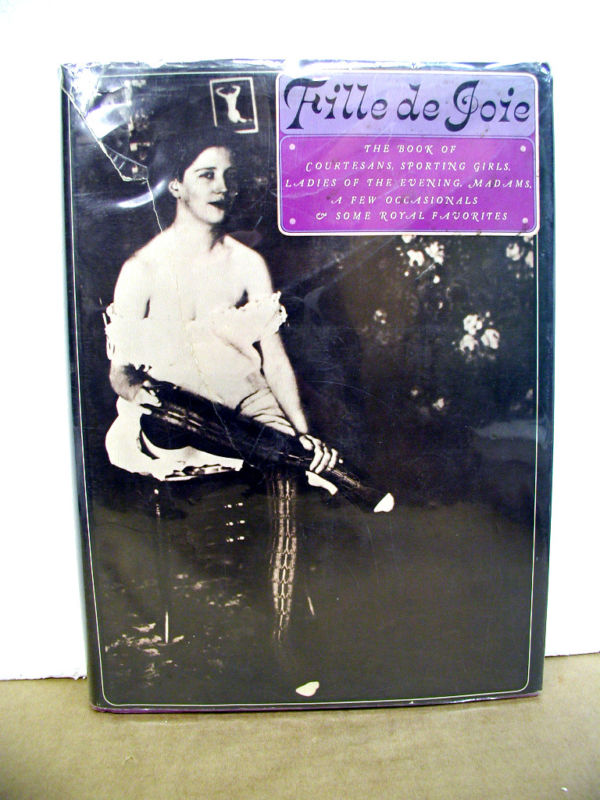 Fille de Joie
THE BOOK OF
COURTESANS, SPORTING GIRLS,
LADIES OF THE EVENING, MADAMS,
A FEW OCCASIONALS
& SOME ROYAL FAVORITES